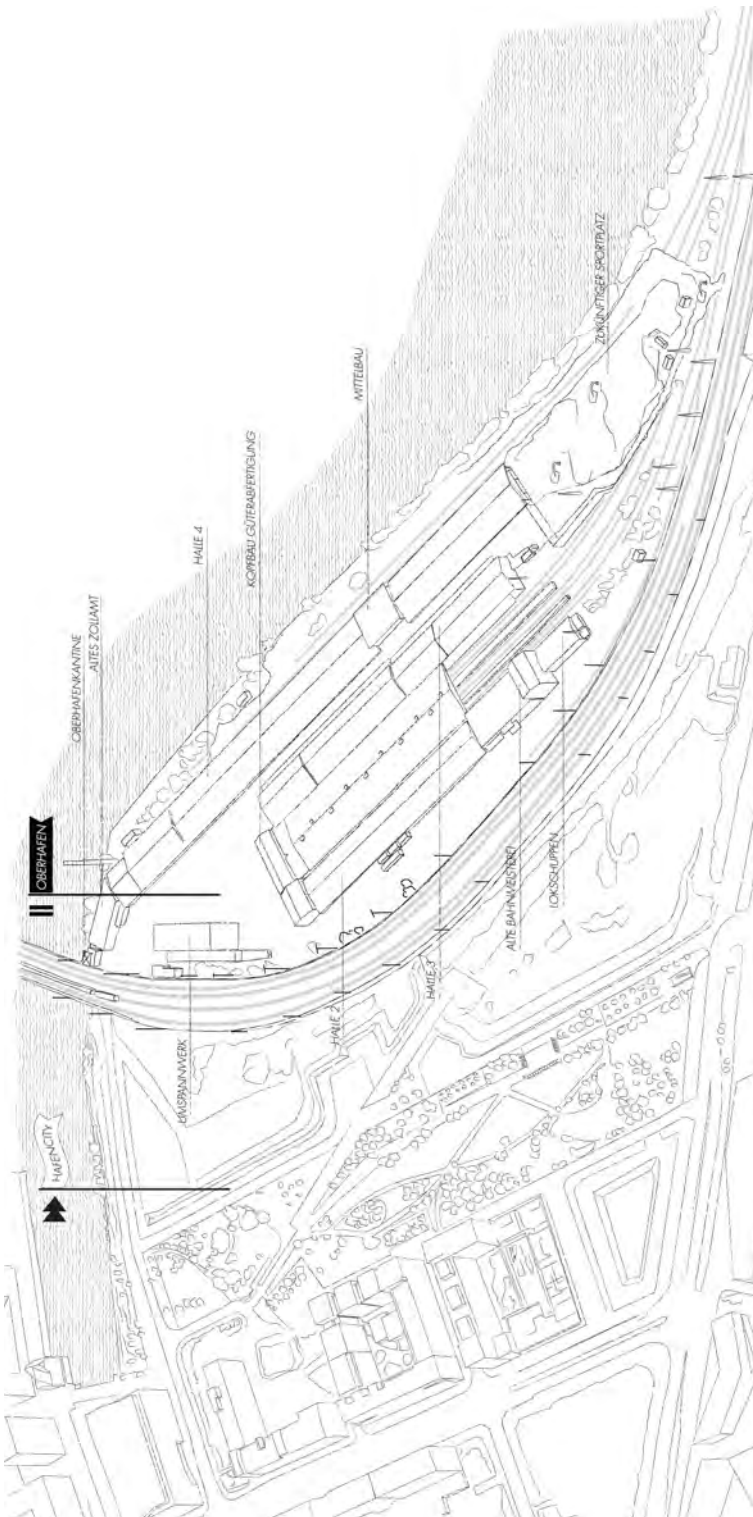 OBERHAFENKANTINE
ALTES ZOLLAMT
OBERHAFEN
HALLE 4
KOPFBAU GÜTERABFERTIGUNG
MITTELBAU
ZUKÜNFTIGER SPORTPLATZ
HAFENCITY
UMSPANNWERK
HALLE 2
HALLE 3
ALTE BAHNMEISTEREI
LOKSCHUPPEN